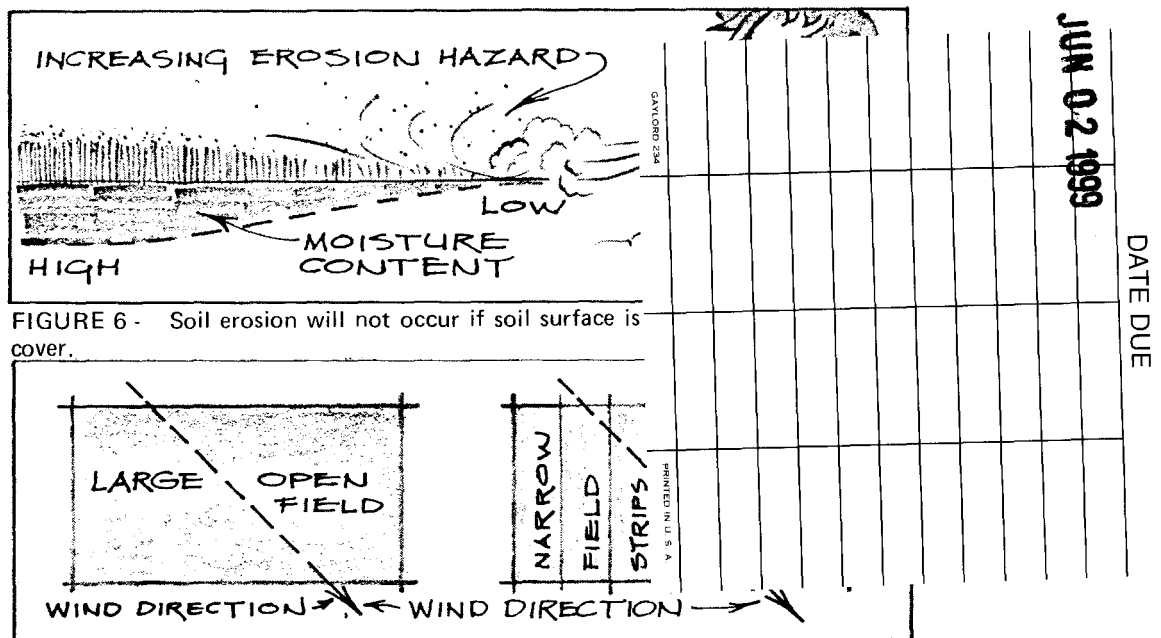 INCREASING EROSION HAZARD
LOW
MOISTURE
CONTENT
HIGH
FIGURE 6 - Soil erosion will not occur if soil surface is
cover.
LARGE OPEN
FIELD
NARROW
FIELD
STRIPS
WIND DIRECTION
WIND DIRECTION
GAYLORD 234
PRINTED IN U.S.A.
JUN 02 1999
DATE DUE